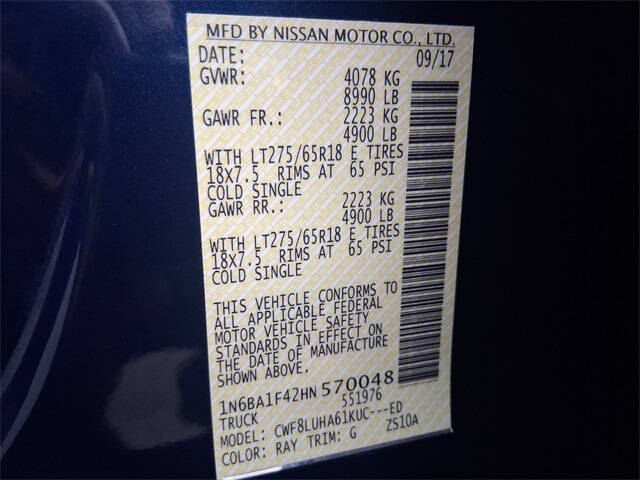 MFD BY NISSAN MOTOR CO., LTD.
DATE: 09/17
GVWR: 4078 KG
8990 LB
GAWR FR.: 2223 KG
4900 LB
WITH LT275/65R18 E TIRES
18X7.5 RIMS AT 65 PSI
COLD SINGLE
GAWR RR.: 2223 KG
4900 LB
WITH LT275/65R18 E TIRES
18X7.5 RIMS AT 65 PSI
COLD SINGLE
THIS VEHICLE CONFORMS TO
ALL APPLICABLE FEDERAL
MOTOR VEHICLE SAFETY
STANDARDS IN EFFECT ON
THE DATE OF MANUFACTURE
SHOWN ABOVE.
1N6BA1F42HN 570048
TRUCK 551976
MODEL: CWF8LUHA61KUC---ED
COLOR: RAY TRIM: G ZS10A